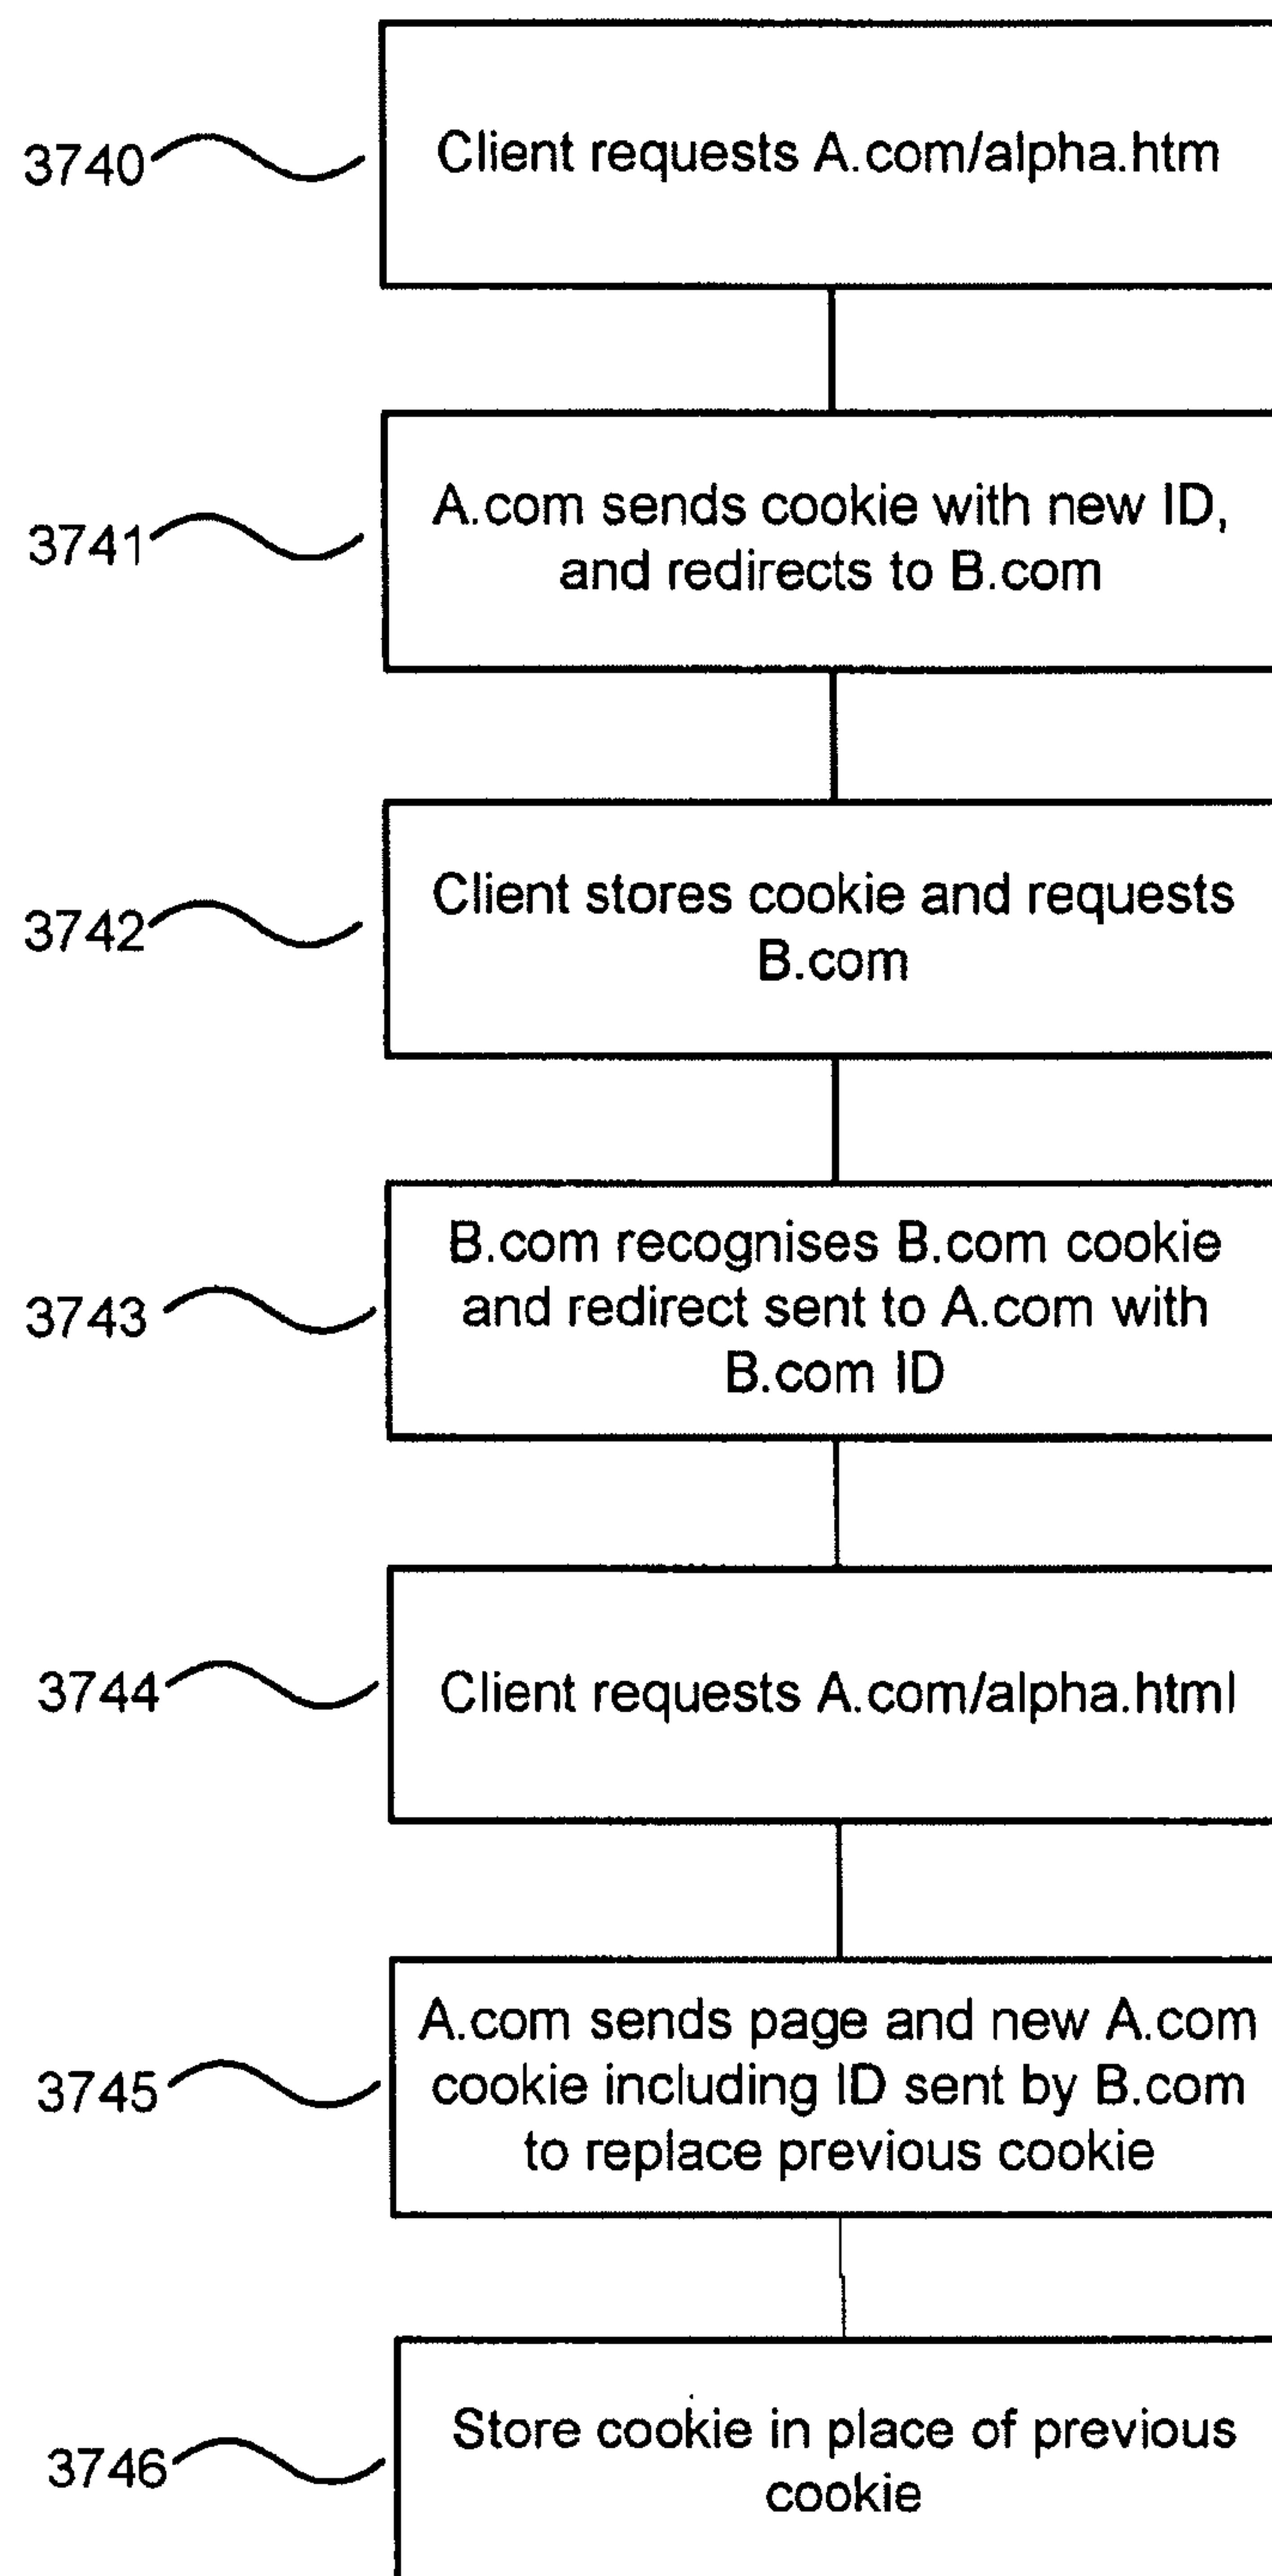 3740
Client requests A.com/alpha.htm
3741
A.com sends cookie with new ID,
and redirects to B.com
3742
Client stores cookie and requests
B.com
3743
B.com recognises B.com cookie
and redirect sent to A.com with
B.com ID
3744
Client requests A.com/alpha.html
3745
A.com sends page and new A.com
cookie including ID sent by B.com
to replace previous cookie
3746
Store cookie in place of previous
cookie